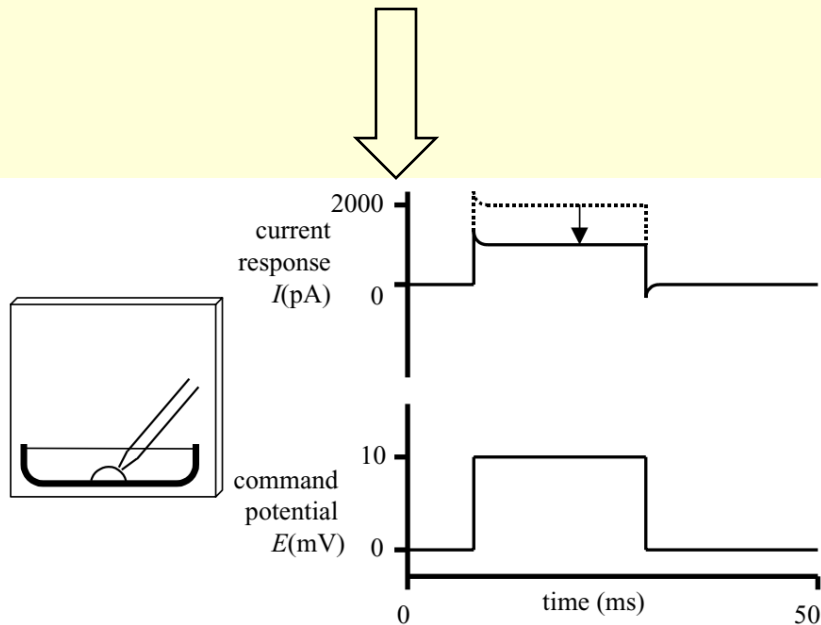 2000
current
response
I(pA)
0
10
command
potential
E(mV)
0
time (ms)
0
50